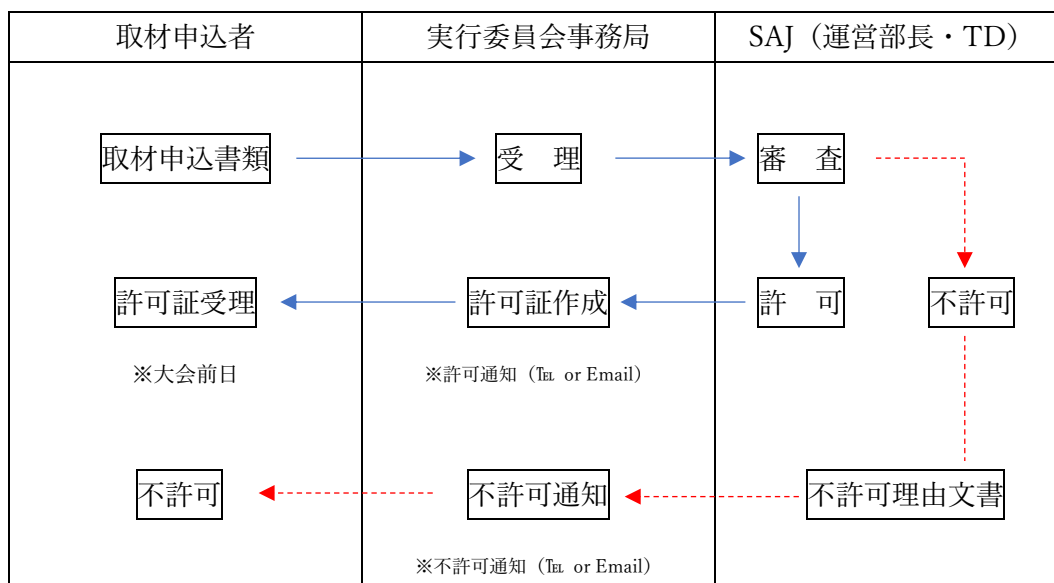 取材申込者 実行委員会事務局 SAJ（運営部長・TD）
取材申込書類 受　理 審　査
許可証受理 許可証作成 許　可 不許可
※大会前日 ※許可通知（℡ or Email）
不許可 不許可通知 不許可理由文書
※不許可通知（℡ or Email）